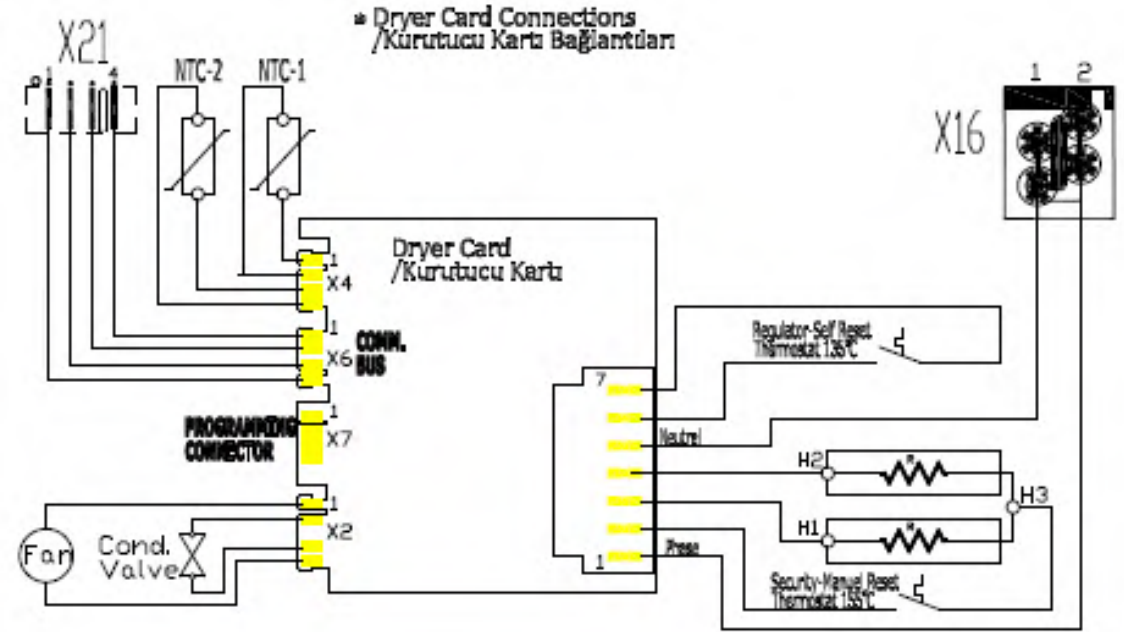 * Dryer Card Connections
/Kurutucu Kartı Bağlantıları
X21
1 4
NTC-2
NTC-1
1 2
X16
Dryer Card
/Kurutucu Kartı
1
X4
1
X6
COMM.
BUS
PROGRAMMING
CONNECTOR
1
X7
1
X2
Fan
Cond.
Valve
7
1
Neutrel
Regulator-Self Reset
Thermostat 135°C
H2
R
H3
H1
R
Phase
Security-Manuel Reset
Thermostat 155°C